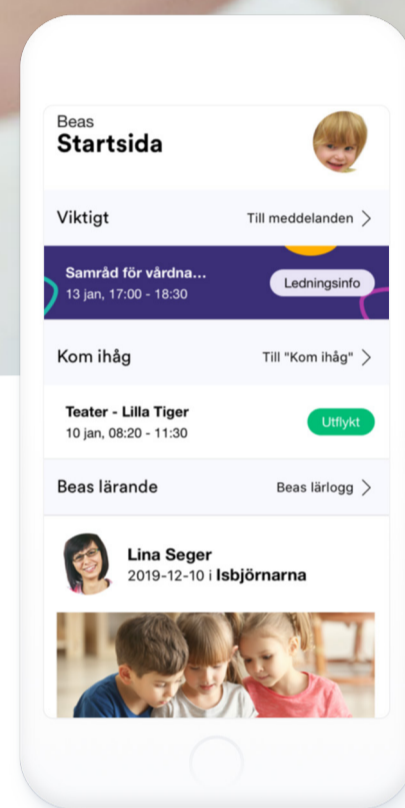 Beas
Startsida
Viktigt
Till meddelanden
Samråd för vårdna...
Ledningsinfo
13 jan, 17:00 - 18:30
Kom ihåg
Till "Kom ihåg"
Teater - Lilla Tiger
Utflykt
10 jan, 08:20 - 11:30
Beas lärande
Beas lärlogg
Lina Seger
2019-12-10 i Isbjörnarna